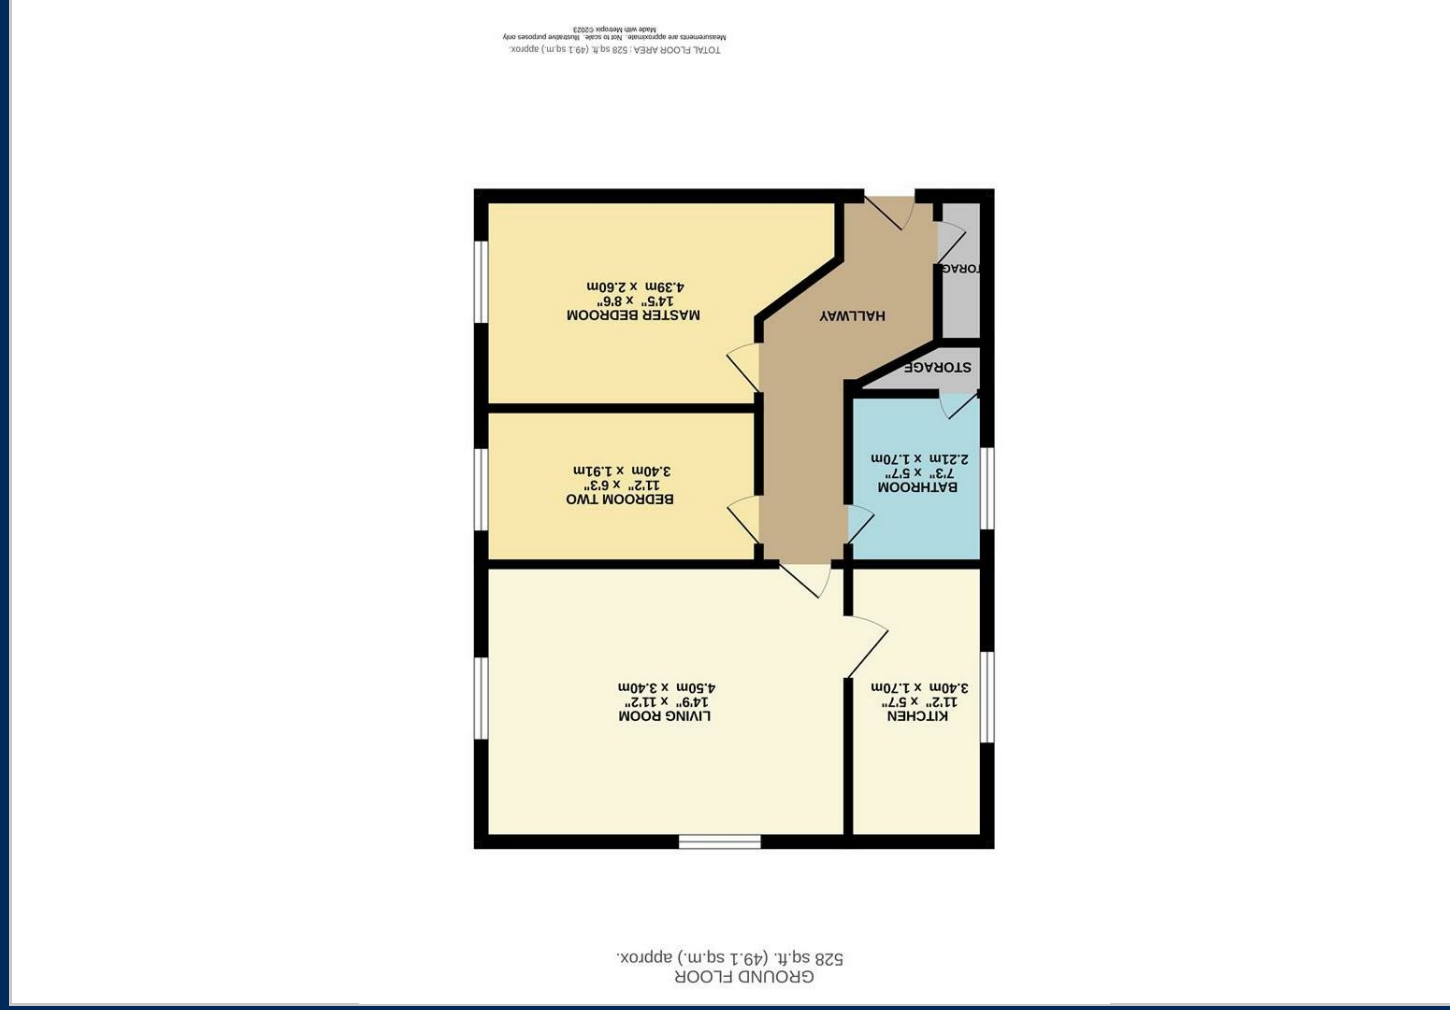 GROUND FLOOR
528 sq.ft. (49.1 sq.m.) approx.
KITCHEN
11'2" x 5'7"
3.40m x 1.70m
LIVING ROOM
14'9" x 11'2"
4.50m x 3.40m
BATHROOM
7'3" x 5'7"
2.21m x 1.70m
BEDROOM TWO
11'2" x 6'3"
3.40m x 1.91m
STORAGE
HALLWAY
MASTER BEDROOM
14'5" x 8'6"
4.39m x 2.60m
TORAG
TOTAL FLOOR AREA : 528 sq.ft. (49.1 sq.m.) approx.
Measurements are approximate. Not to scale. Illustrative purposes only
Made with Metropix ©2023